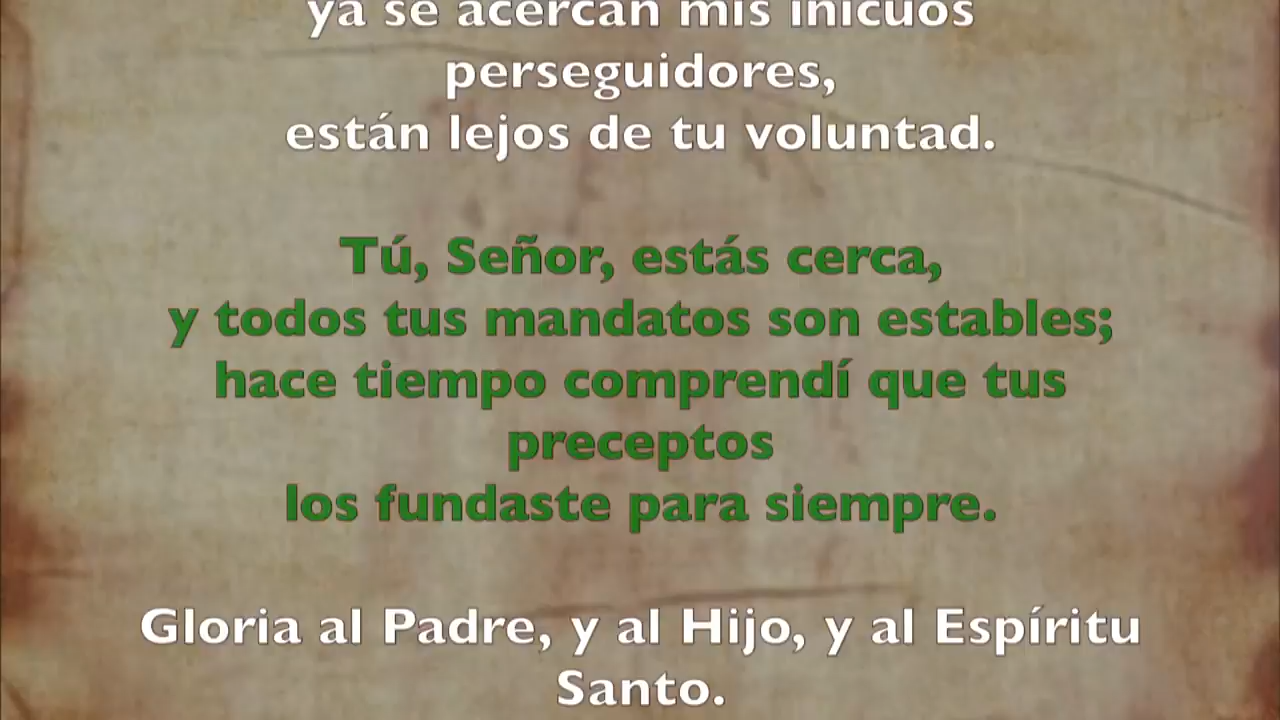 ya se acercan mis inicuos
perseguidores,
están lejos de tu voluntad.
Tú, Señor, estás cerca,
y todos tus mandatos son estables;
hace tiempo comprendí que tus
preceptos
los fundaste para siempre.
Gloria al Padre, y al Hijo, y al Espíritu
Santo.